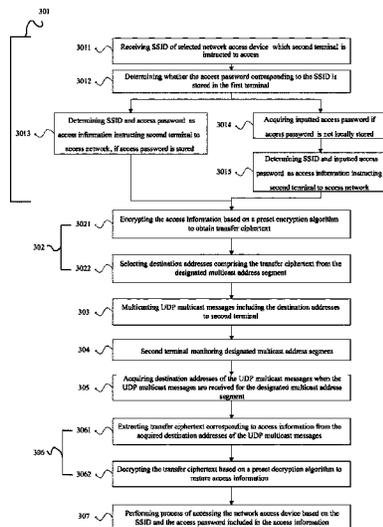 301
3011
Receiving SSID of selected network access device which second terminal is
instructed to access
3012
Determining whether the access password corresponding to the SSID is
stored in the first terminal
3013
Determining SSID and access password as
access information instructing second terminal to
access network, if access password is stored
3014
Acquiring inputted access password if
access password is not locally stored
3015
Determining SSID and inputted access
password as access information instructing
second terminal to access network
302
3021
Encrypting the access information based on a preset encryption algorithm
to obtain transfer ciphertext
3022
Selecting destination addresses comprising the transfer ciphertext from the
designated multicast address segment
303
Multicasting UDP multicast messages including the destination addresses
to second terminal
304
Second terminal monitoring designated multicast address segment
305
Acquiring destination addresses of the UDP multicast messages when the
UDP multicast messages are received for the designated multicast address
segment
306
3061
Extracting transfer ciphertext corresponding to access information from the
acquired destination addresses of the UDP multicast messages
3062
Decrypting the transfer ciphertext based on a preset decryption algorithm to
restore access information
307
Performing process of accessing the network access device based on the
SSID and the access password included in the access information